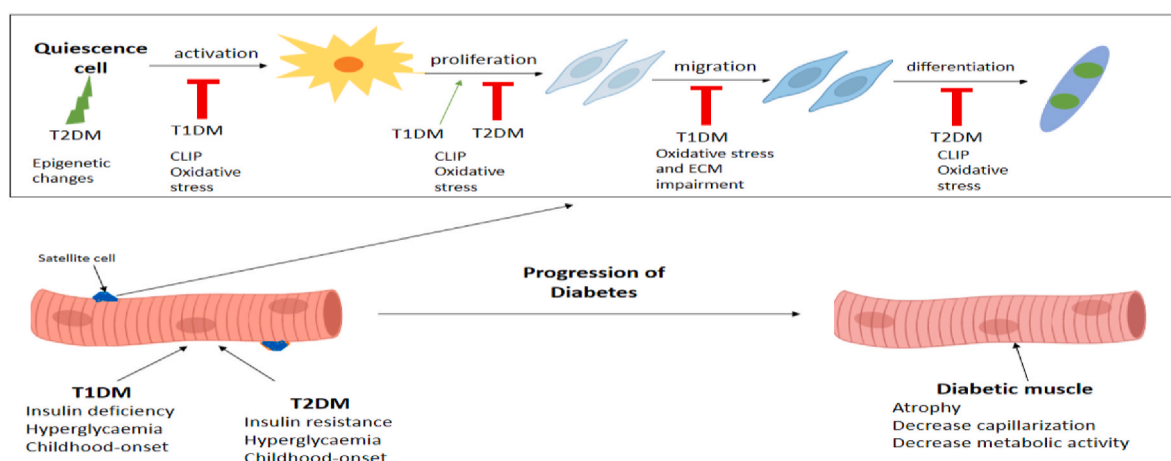 Quiescence
cell
activation
proliferation
migration
differentiation
T2DM
Epigenetic
changes
T1DM
CLIP
Oxidative
stress
T1DM
T2DM
CLIP
Oxidative
stress
T1DM
Oxidative stress
and ECM
impairment
T2DM
CLIP
Oxidative
stress
Satellite cell
Progression of
Diabetes
T1DM
Insulin deficiency
Hyperglycaemia
Childhood-onset
T2DM
Insulin resistance
Hyperglycaemia
Childhood-onset
Diabetic muscle
Atrophy
Decrease capillarization
Decrease metabolic activity